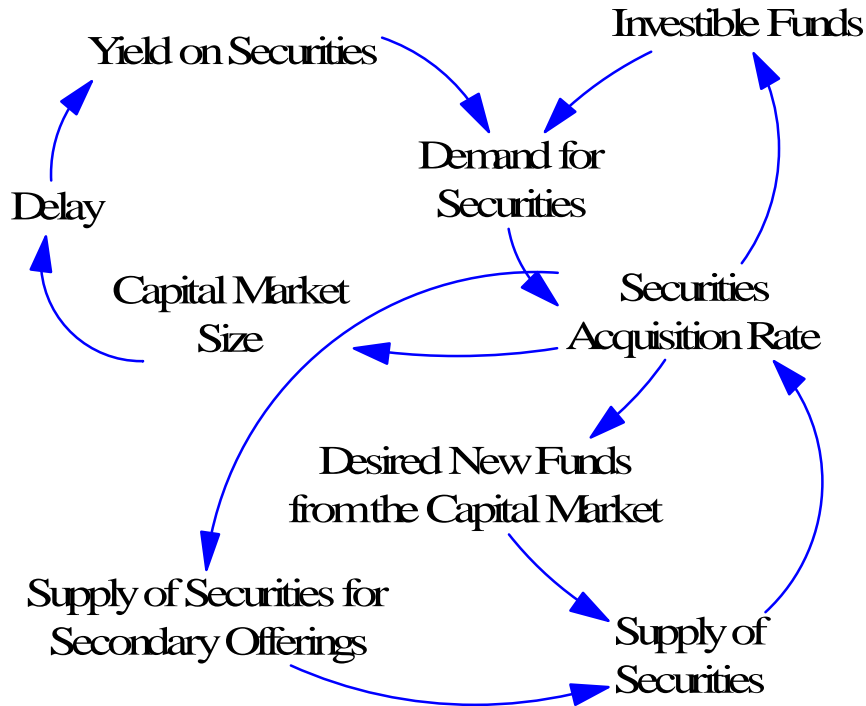 Investible Funds
Yield on Securities
Demand for
Securities
Delay
Capital Market
Size
Securities
Acquisition Rate
Desired New Funds
from the Capital Market
Supply of Securities for
Secondary Offerings
Supply of
Securities